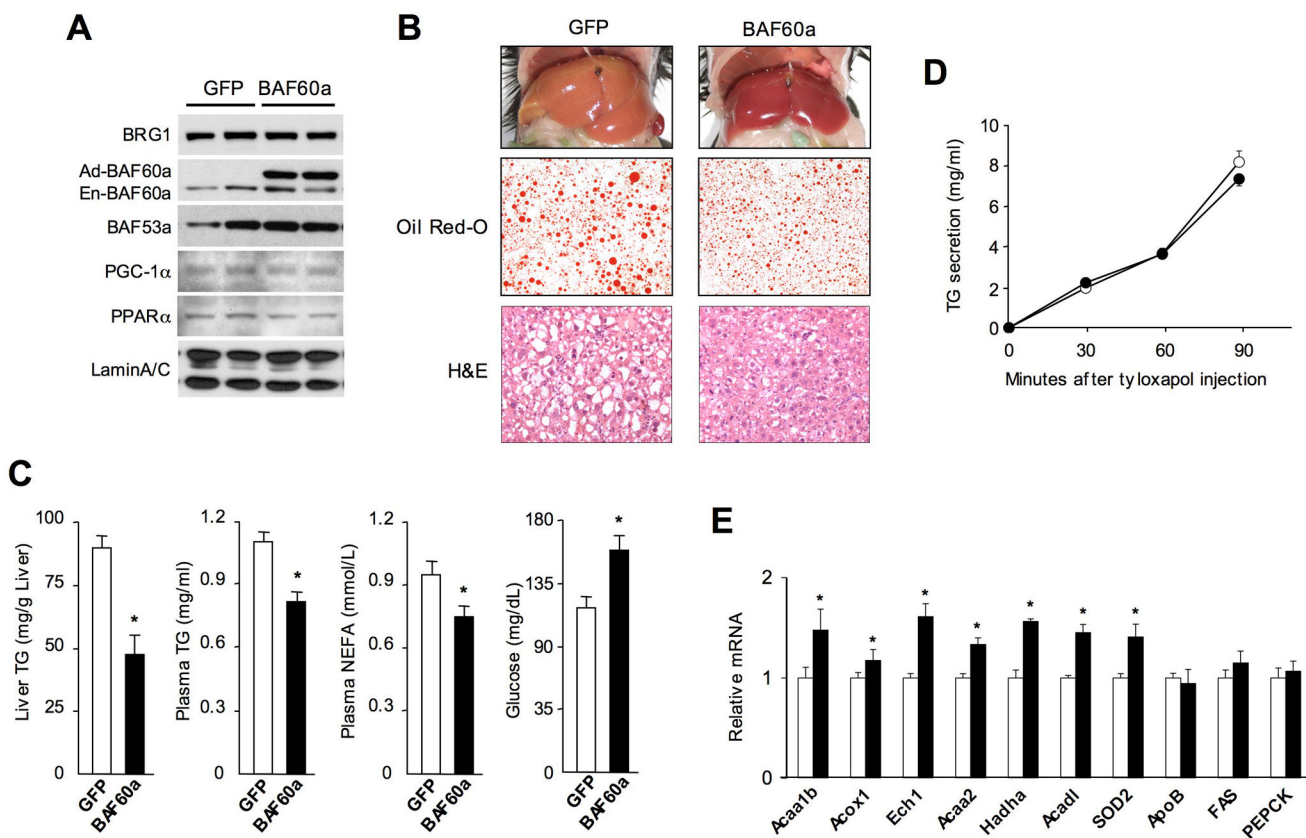 A
GFP BAF60a
BRG1
Ad-BAF60a
En-BAF60a
BAF53a
PGC-1α
PPARα
LaminA/C
B
GFP BAF60a
Oil Red-O
H&E
C
Liver TG (mg/g Liver)
100
75
50
25
0
*
GFP
BAF60a
Plasma TG (mg/ml)
1.2
0.9
0.6
0.3
0
*
GFP
BAF60a
Plasma NEFA (mmol/L)
1.2
0.9
0.6
0.3
0
*
GFP
BAF60a
Glucose (mg/dL)
180
135
90
35
0
*
GFP
BAF60a
D
TG secretion (mg/ml)
10
8
6
4
2
0
0 30 60 90
Minutes after tyloxapol injection
E
Relative mRNA
2
1
0
* * * * * * *
Acaa1b
Acox1
Ech1
Acaa2
Hadha
Acadl
SOD2
ApoB
FAS
PEPCK